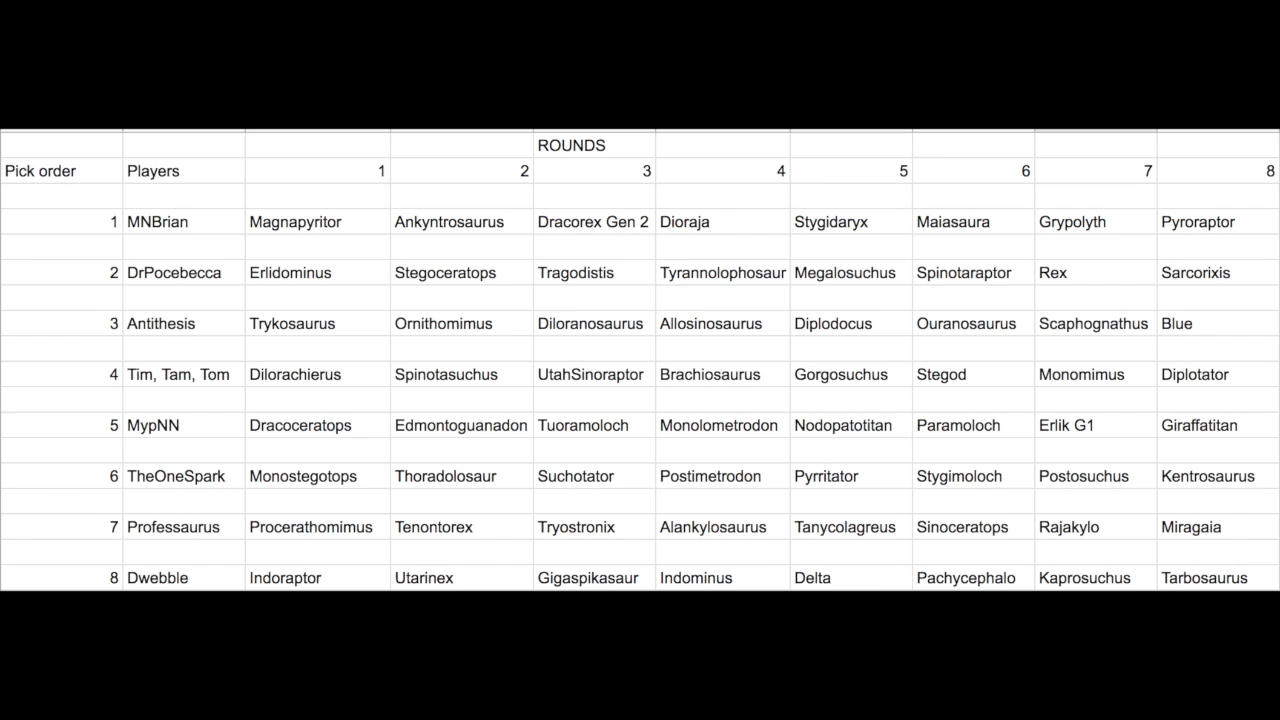 ROUNDS
Pick order Players 1 2 3 4 5 6 7 8
1 MNBrian Magnapyritor Ankyntrosaurus Dracorex Gen 2 Dioraja Stygidaryx Maiasaura Grypolyth Pyroraptor
2 DrPocebecca Erlidominus Stegoceratops Tragodistis Tyrannolophosaur Megalosuchus Spinotaraptor Rex Sarcorixis
3 Antithesis Trykosaurus Ornithomimus Diloranosaurus Allosinosaurus Diplodocus Ouranosaurus Scaphognathus Blue
4 Tim, Tam, Tom Dilorachierus Spinotasuchus UtahSinoraptor Brachiosaurus Gorgosuchus Stegod Monomimus Diplotator
5 MypNN Dracoceratops Edmontoguanadon Tuoramoloch Monolometrodon Nodopatotitan Paramoloch Erlik G1 Giraffatitan
6 TheOneSpark Monostegotops Thoradolosaur Suchotator Postimetrodon Pyrritator Stygimoloch Postosuchus Kentrosaurus
7 Professaurus Procerathomimus Tenontorex Tryostronix Alankylosaurus Tanycolagreus Sinoceratops Rajakylo Miragaia
8 Dwebble Indoraptor Utarinex Gigaspikasaur Indominus Delta Pachycephalo Kaprosuchus Tarbosaurus